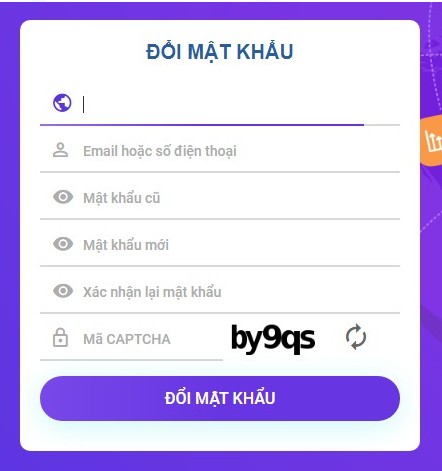 ĐỔI MẬT KHẨU
Email hoặc số điện thoại
Mật khẩu cũ
Mật khẩu mới
Xác nhận lại mật khẩu
Mã CAPTCHA by9qs
ĐỔI MẬT KHẨU